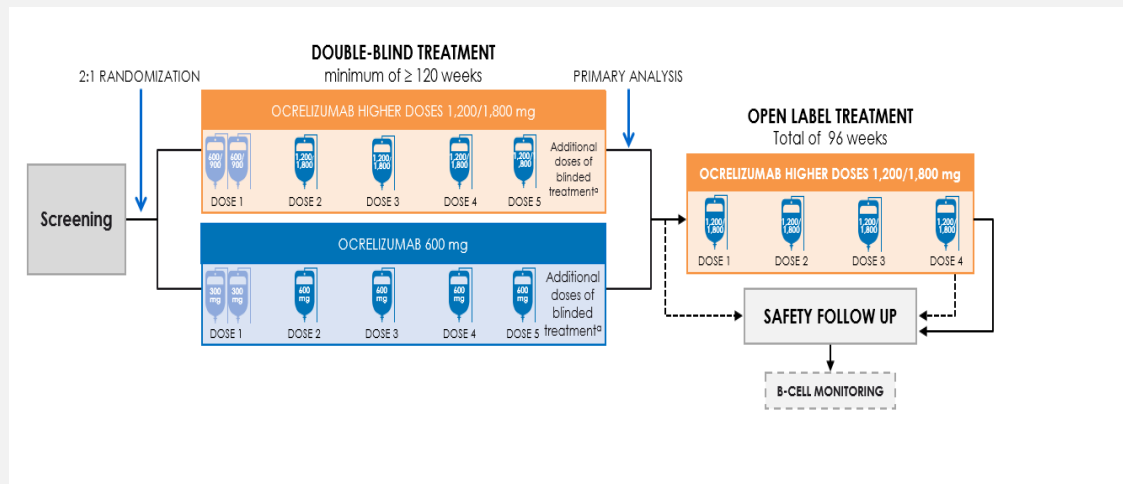 DOUBLE-BLIND TREATMENT
minimum of ≥ 120 weeks
2:1 RANDOMIZATION
PRIMARY ANALYSIS
OCRELIZUMAB HIGHER DOSES 1,200/1,800 mg
600/
900
600/
900
1,200/
1,800
1,200/
1,800
1,200/
1,800
1,200/
,800
Additional
doses of
blinded
treatmentᵃ
DOSE 1
DOSE 2
DOSE 3
DOSE 4
DOSE 5
Screening
OCRELIZUMAB 600 mg
300
mg
300
mg
600
mg
600
mg
600
mg
600
mg
Additional
doses of
blinded
treatmentᵃ
DOSE 1
DOSE 2
DOSE 3
DOSE 4
DOSE 5
OPEN LABEL TREATMENT
Total of 96 weeks
OCRELIZUMAB HIGHER DOSES 1,200/1,800 mg
1,200/
1,800
1,200/
1,800
1,200/
1,800
1,200/
1,800
DOSE 1
DOSE 2
DOSE 3
DOSE 4
SAFETY FOLLOW UP
B-CELL MONITORING